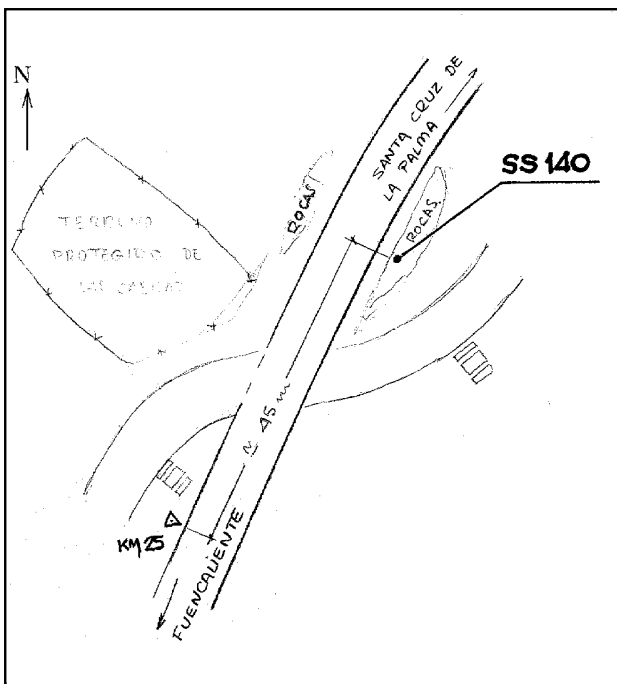 N
SANTA CRUZ DE
LA PALMA
SS 140
ROCAS
ROCAS
TERRENO
PROTEGIDO DE
LAS CABRAS
≈ 45 m
KM 25
FUENCALIENTE